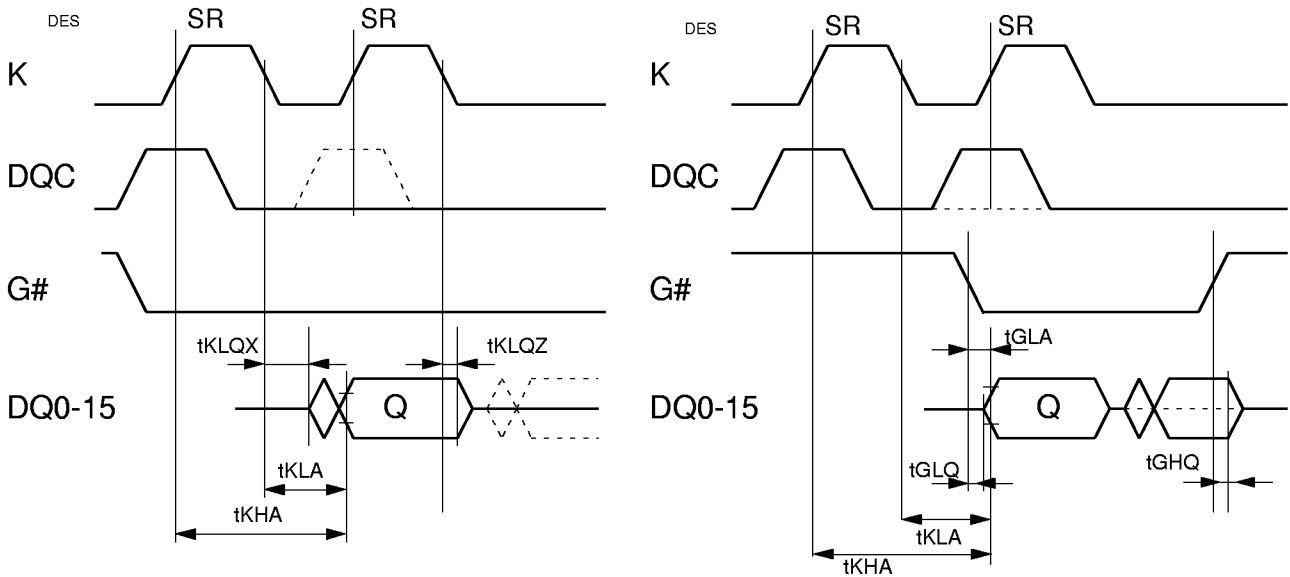 DES SR SR
K
DQC
G#
tKLQX tKLQZ
DQ0-15 Q
tKLA
tKHA
DES SR SR
K
DQC
G#
tGLA
DQ0-15 Q
tGLQ tGHQ
tKLA
tKHA